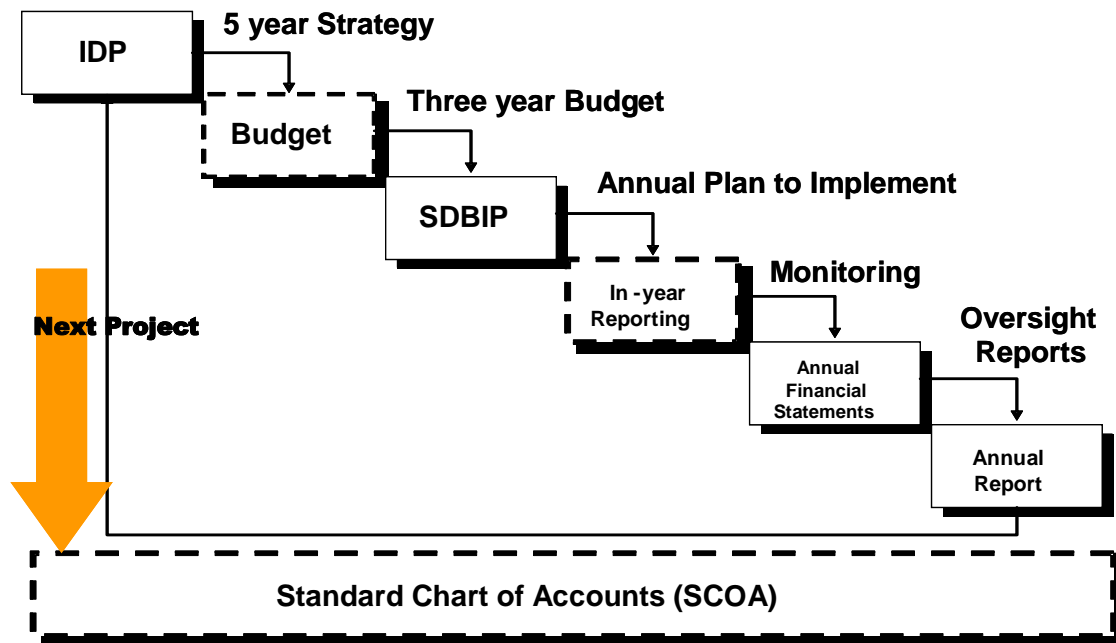 5 year Strategy
IDP
Three year Budget
Budget
Annual Plan to Implement
SDBIP
Monitoring
In -year
Reporting
Oversight
Reports
Next Project
Annual
Financial
Statements
Annual
Report
Standard Chart of Accounts (SCOA)